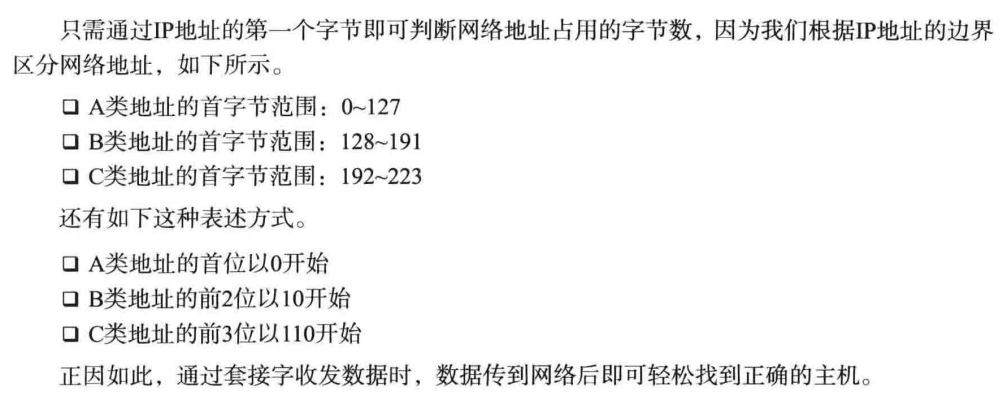 只需通过IP地址的第一个字节即可判断网络地址占用的字节数，因为我们根据IP地址的边界
区分网络地址，如下所示。
❑ A类地址的首字节范围：0~127
❑ B类地址的首字节范围：128~191
❑ C类地址的首字节范围：192~223
还有如下这种表述方式。
❑ A类地址的首位以0开始
❑ B类地址的前2位以10开始
❑ C类地址的前3位以110开始
正因如此，通过套接字收发数据时，数据传到网络后即可轻松找到正确的主机。